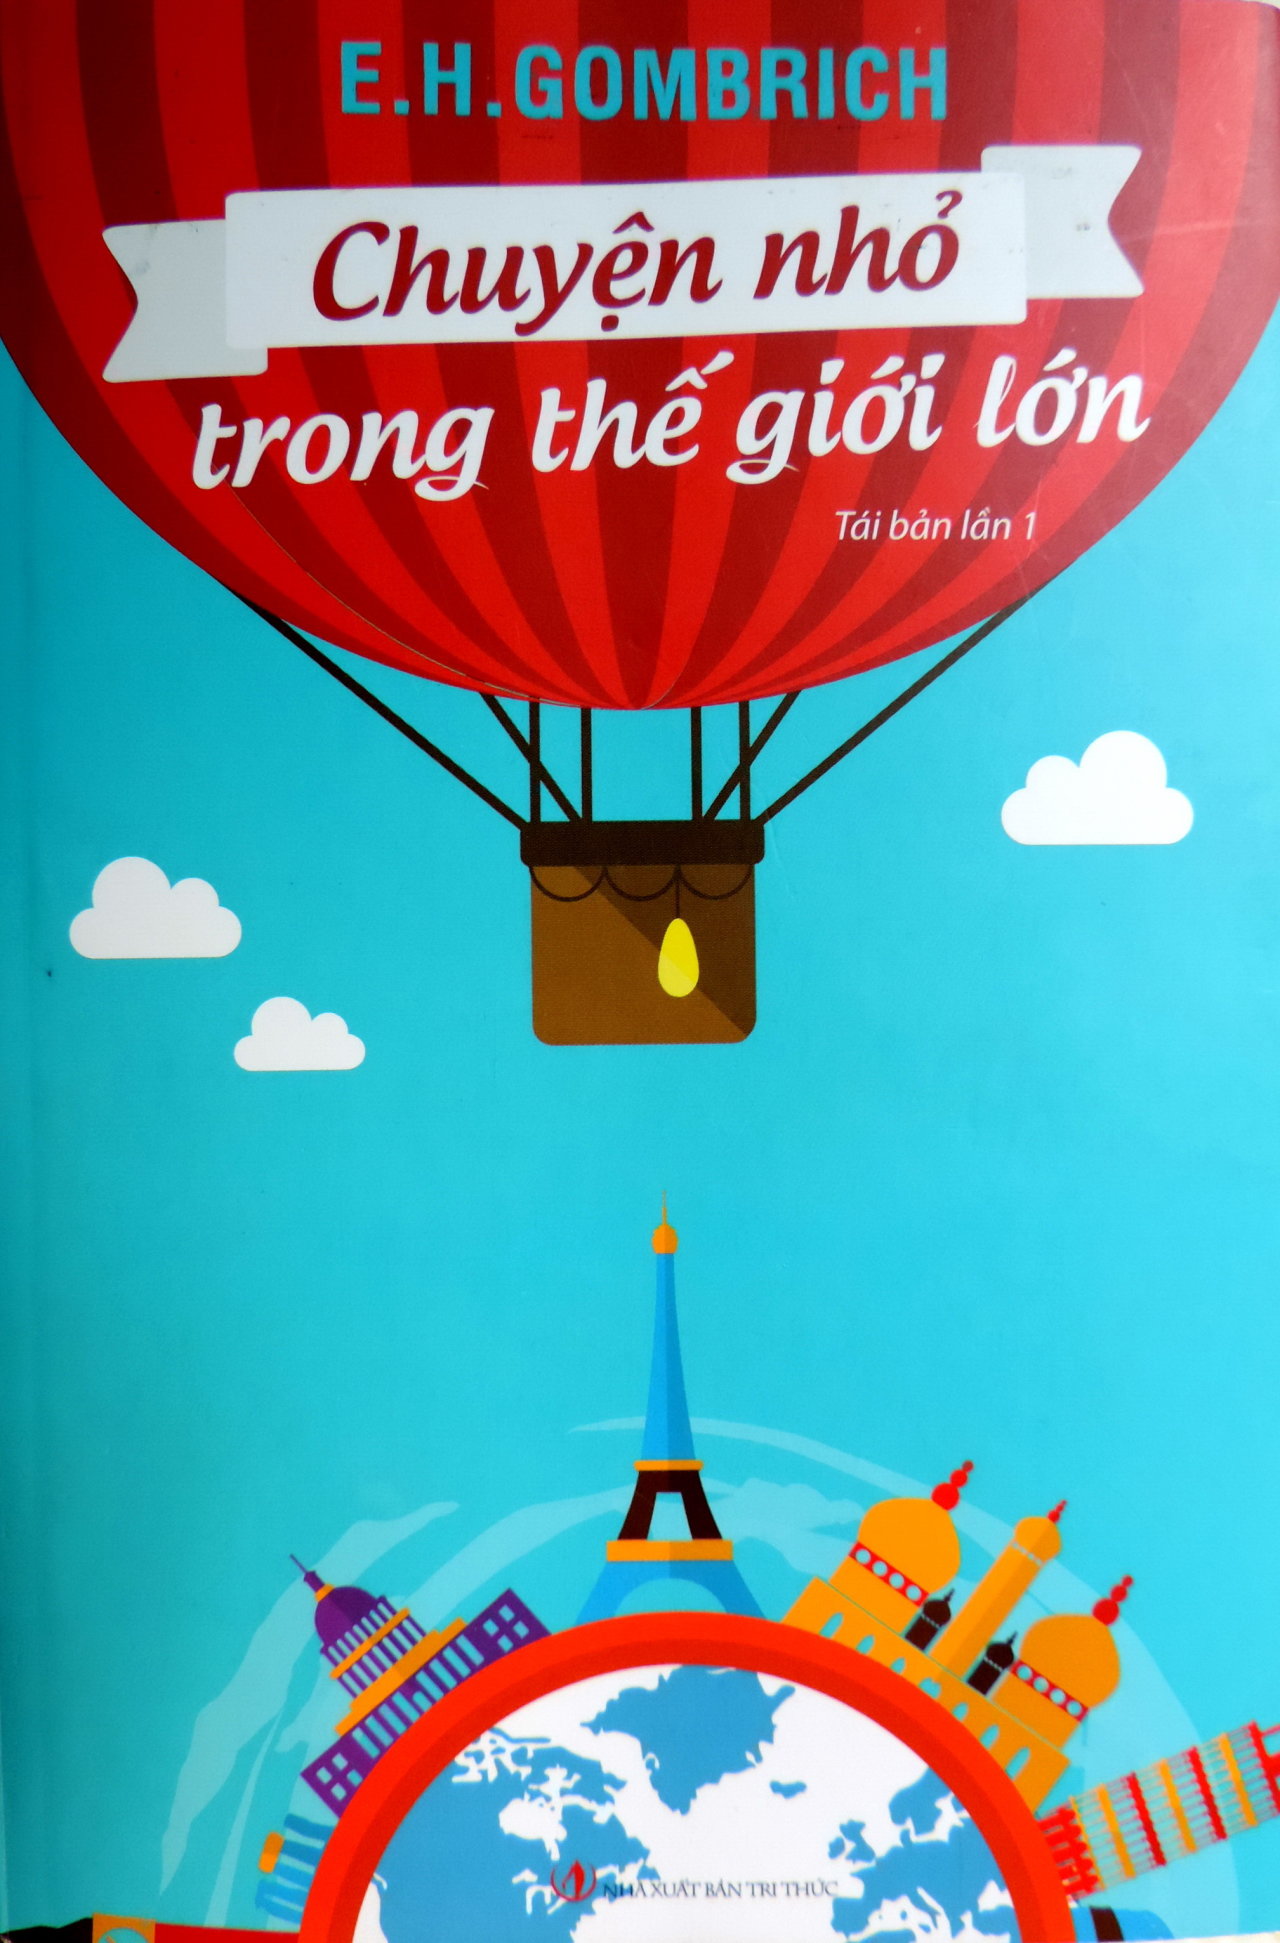 E.H.GOMBRICH
Chuyện nhỏ
trong thế giới lớn
Tái bản lần 1
NHÀ XUẤT BẢN TRI THỨC